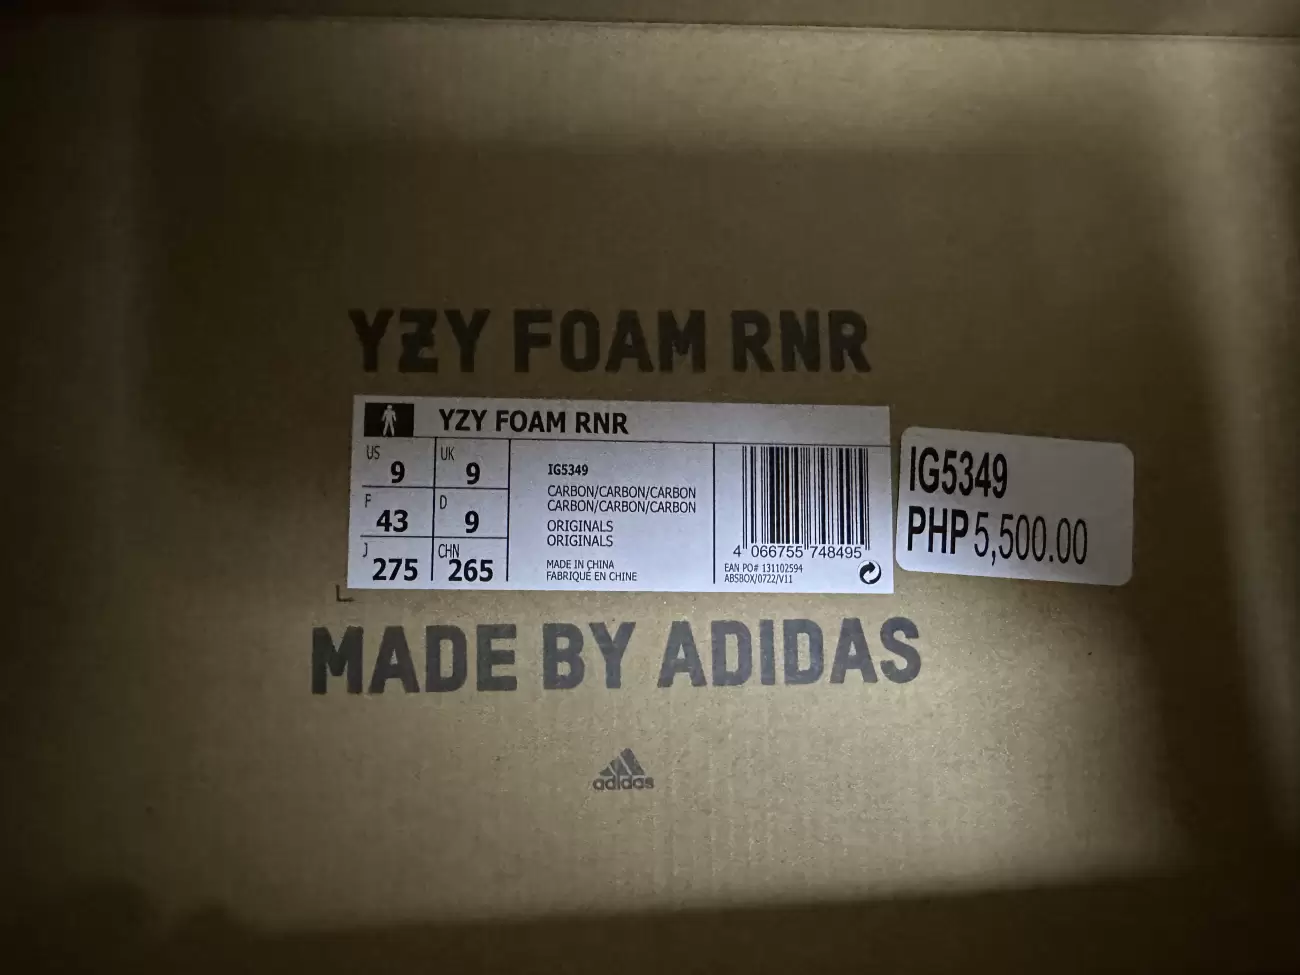 YZY FOAM RNR
YZY FOAM RNR
US 9
UK 9
F 43
D 9
J 275
CHN 265
IG5349
CARBON/CARBON/CARBON
CARBON/CARBON/CARBON
ORIGINALS
ORIGINALS
MADE IN CHINA
FABRIQUÉ EN CHINE
4 066755 748495
EAN PO# 131102594
ABSBOX/0722/V11
IG5349
PHP 5,500.00
MADE BY ADIDAS
adidas